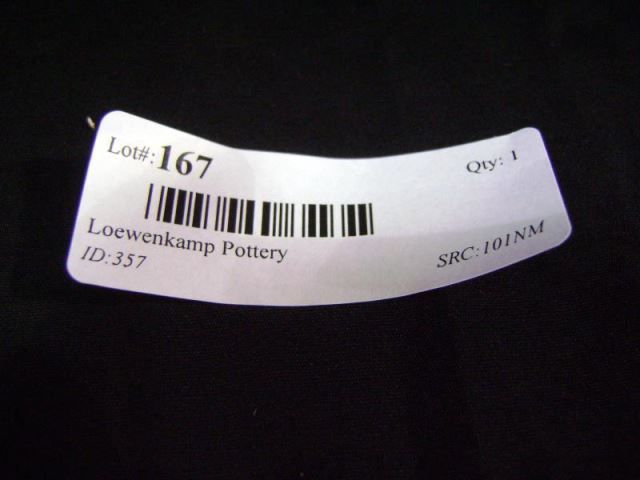 Lot#:167 Qty: 1
Loewenkamp Pottery
ID:357 SRC:101NM